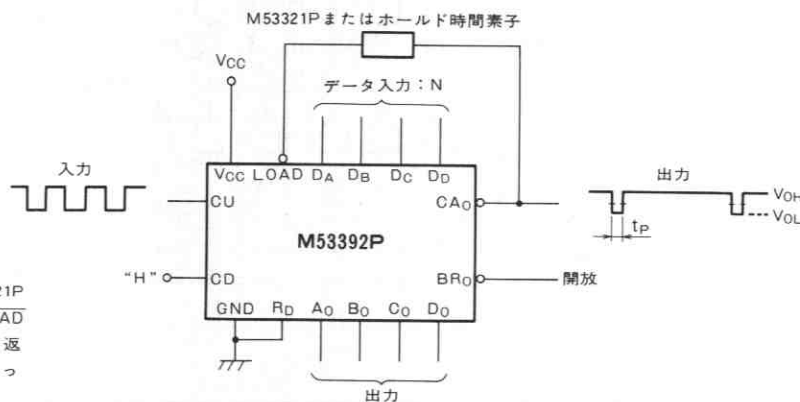 M53321Pまたはホールド時間素子
VCC
データ入力：N
入力
出力
VCC LOAD DA DB DC DD
CU
CAO
VOH
VOL
tP
M53392P
"H"
CD
BRO
開放
GND RD AO BO CO DO
出力
21P
AD
返
っ